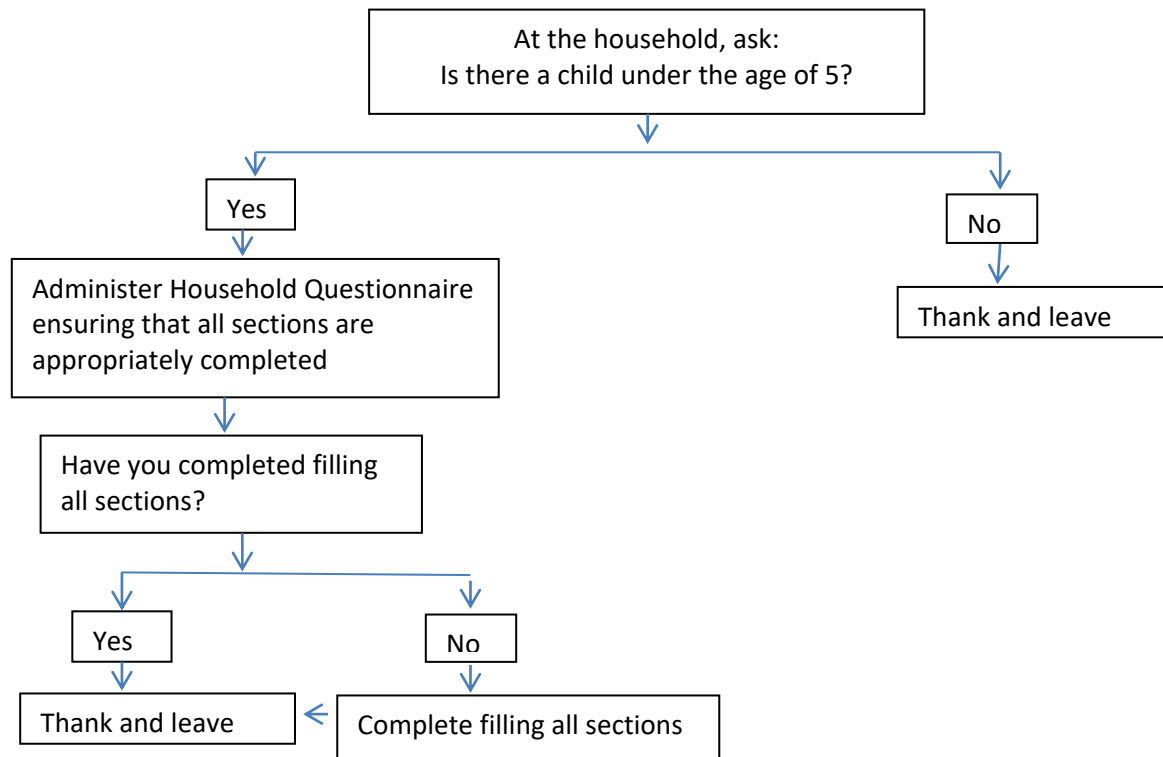 At the household, ask:
Is there a child under the age of 5?
Yes
No
Administer Household Questionnaire
ensuring that all sections are
appropriately completed
Thank and leave
Have you completed filling
all sections?
Yes
No
Thank and leave
Complete filling all sections